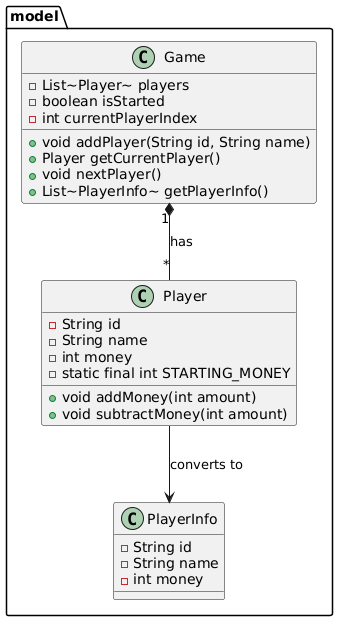 model
C Game
List~Player~ players
boolean isStarted
int currentPlayerIndex
void addPlayer(String id, String name)
Player getCurrentPlayer()
void nextPlayer()
List~PlayerInfo~ getPlayerInfo()
1
has
*
C Player
String id
String name
int money
static final int STARTING_MONEY
void addMoney(int amount)
void subtractMoney(int amount)
converts to
C PlayerInfo
String id
String name
int money